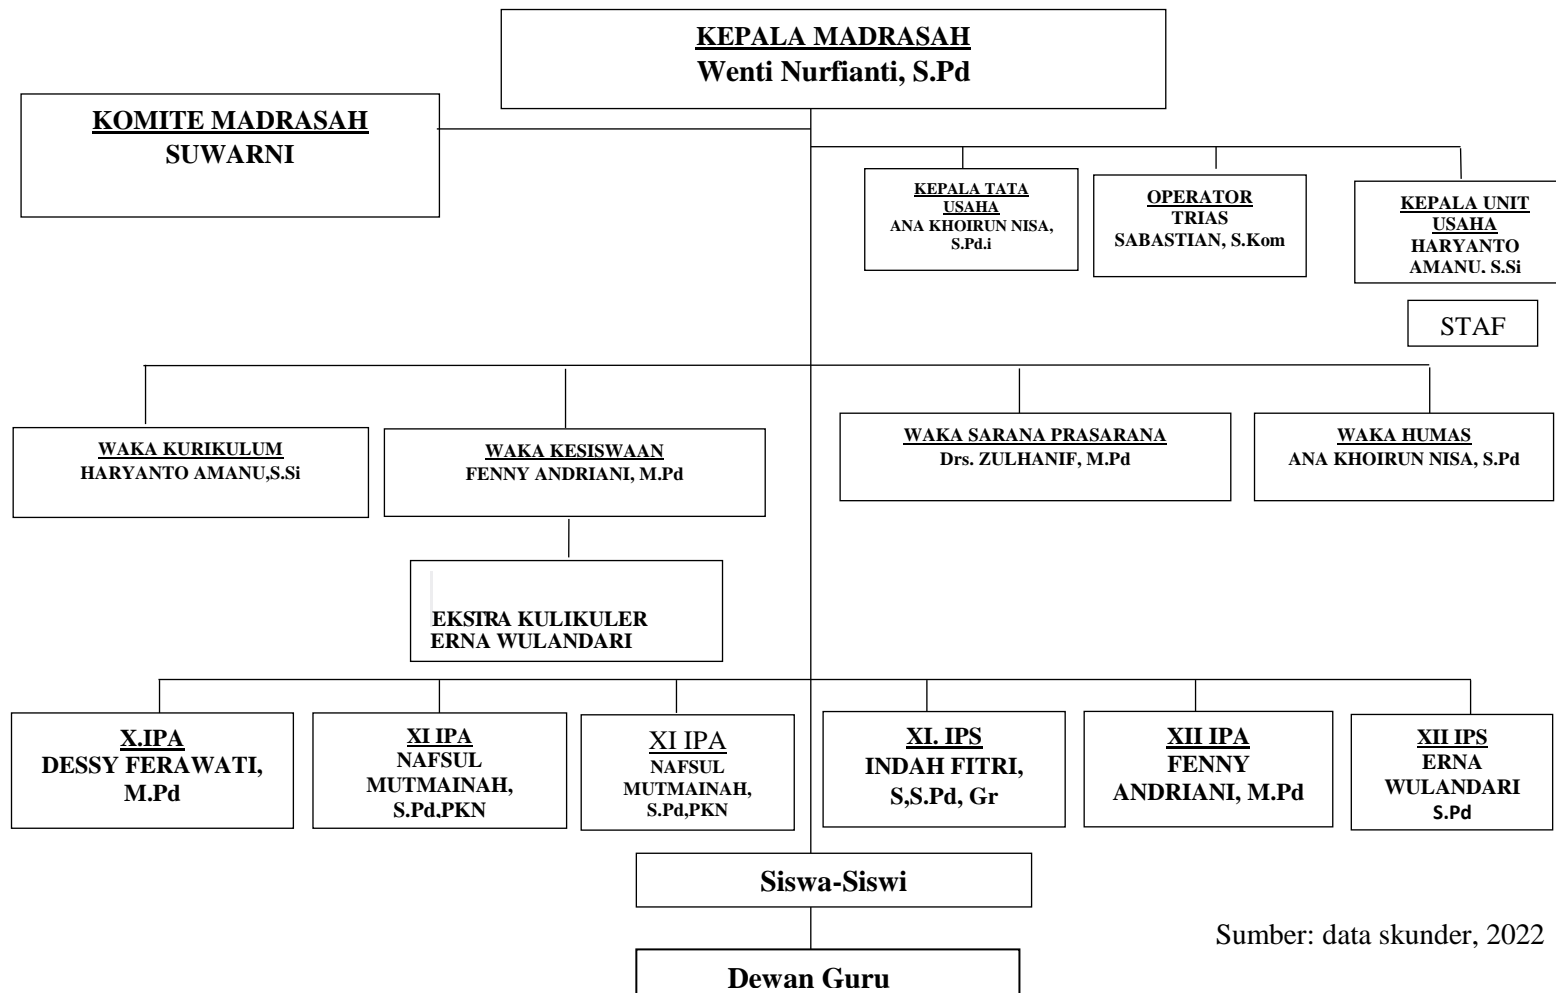 KEPALA MADRASAH
Wenti Nurfianti, S.Pd
KOMITE MADRASAH
SUWARNI
KEPALA TATA
USAHA
ANA KHOIRUN NISA,
S.Pd.i
OPERATOR
TRIAS
SABASTIAN, S.Kom
KEPALA UNIT
USAHA
HARYANTO
AMANU, S.Si
STAF
WAKA KURIKULUM
HARYANTO AMANU,S.Si
WAKA KESISWAAN
FENNY ANDRIANI, M.Pd
WAKA SARANA PRASARANA
Drs. ZULHANIF, M.Pd
WAKA HUMAS
ANA KHOIRUN NISA, S.Pd
EKSTRA KULIKULER
ERNA WULANDARI
X.IPA
DESSY FERAWATI,
M.Pd
XI IPA
NAFSUL
MUTMAINAH,
S.Pd,PKN
XI IPA
NAFSUL
MUTMAINAH,
S.Pd,PKN
XI. IPS
INDAH FITRI,
S,S.Pd, Gr
XII IPA
FENNY
ANDRIANI, M.Pd
XII IPS
ERNA
WULANDARI
S.Pd
Siswa-Siswi
Sumber: data skunder, 2022
Dewan Guru